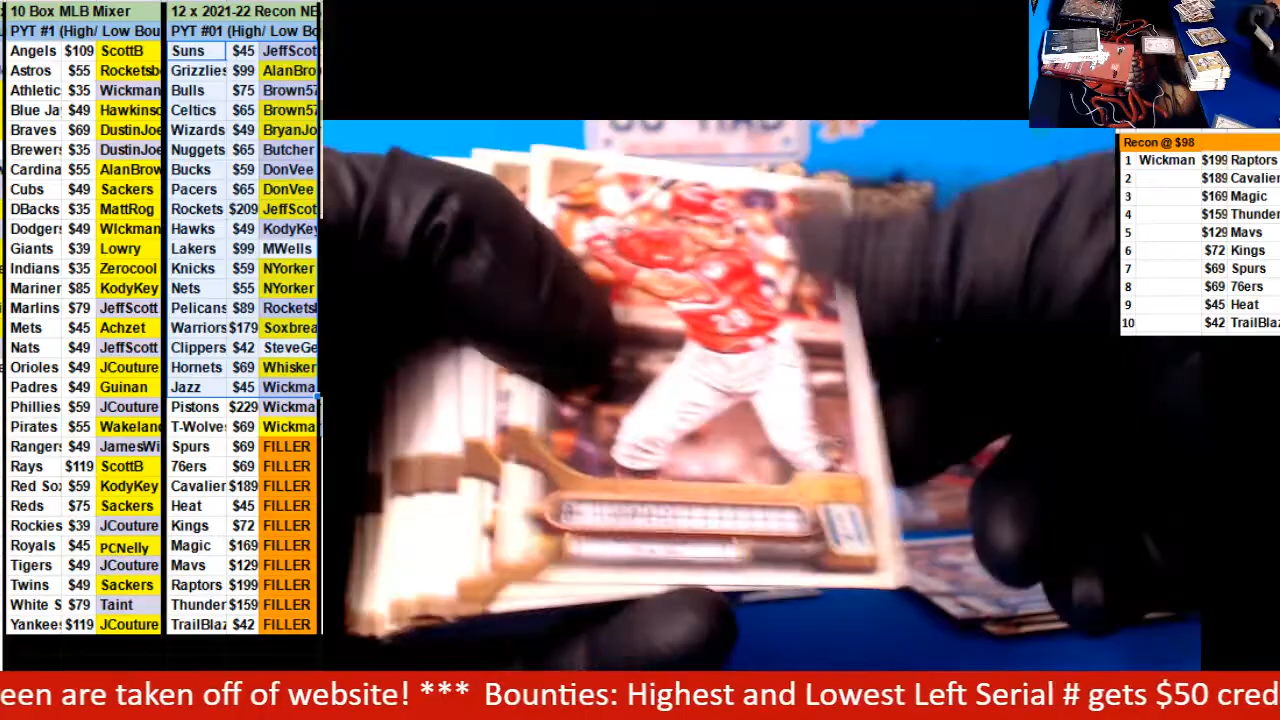 10 Box MLB Mixer
PYT #1 (High/ Low Bou
Angels $109 ScottB
Astros $55 Rocketsb
Athletic $35 Wickman
Blue Ja $49 Hawkins
Braves $69 DustinJoe
Brewers $35 DustinJoe
Cardina $55 AlanBrow
Cubs $49 Sackers
DBacks $35 MattRog
Dodgers $49 WIckman
Giants $39 Lowry
Indians $35 Zerocool
Mariner $85 KodyKey
Marlins $79 JeffScott
Mets $45 Achzet
Nats $49 JeffScott
Orioles $49 JCouture
Padres $49 Guinan
Phillies $59 JCouture
Pirates $55 Wakeland
Rangers $49 JamesWi
Rays $119 ScottB
Red Sox $59 KodyKey
Reds $75 Sackers
Rockies $39 JCouture
Royals $45 PCNelly
Tigers $49 JCouture
Twins $49 Sackers
White S $79 Taint
Yankees $119 JCouture
12 x 2021-22 Recon NB
PYT #01 (High/ Low Bo
Suns $45 JeffScot
Grizzlies $99 AlanBro
Bulls $75 Brown57
Celtics $65 Brown57
Wizards $49 BryanJo
Nuggets $65 Butcher
Bucks $59 DonVee
Pacers $65 DonVee
Rockets $209 JeffScot
Hawks $49 KodyKey
Lakers $99 MWells
Knicks $59 NYorker
Nets $55 NYorker
Pelicans $89 Rockets
Warriors $179 Soxbrea
Clippers $42 SteveGe
Hornets $69 Whisker
Jazz $45 Wickma
Pistons $229 Wickma
T-Wolves $69 Wickma
Spurs $69 FILLER
76ers $69 FILLER
Cavalier $189 FILLER
Heat $45 FILLER
Kings $72 FILLER
Magic $169 FILLER
Mavs $129 FILLER
Raptors $199 FILLER
Thunder $159 FILLER
TrailBlaz $42 FILLER
Recon @ $98
1 Wickman $199 Raptors
2 $189 Cavalier
3 $169 Magic
4 $159 Thunder
5 $129 Mavs
6 $72 Kings
7 $69 Spurs
8 $69 76ers
9 $45 Heat
10 $42 TrailBlaz
een are taken off of website! *** Bounties: Highest and Lowest Left Serial # gets $50 cred